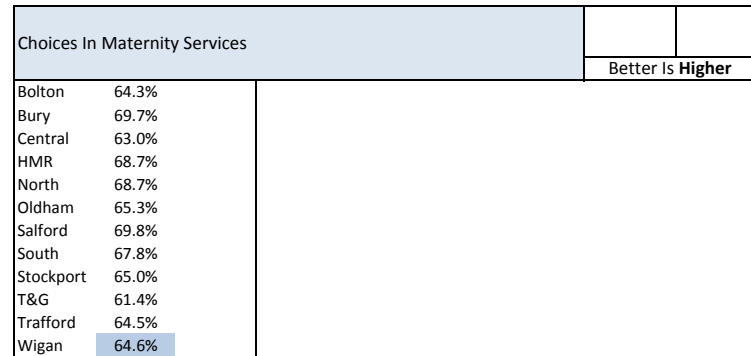 Choices In Maternity Services
Better Is Higher
Bolton 64.3%
Bury 69.7%
Central 63.0%
HMR 68.7%
North 68.7%
Oldham 65.3%
Salford 69.8%
South 67.8%
Stockport 65.0%
T&G 61.4%
Trafford 64.5%
Wigan 64.6%